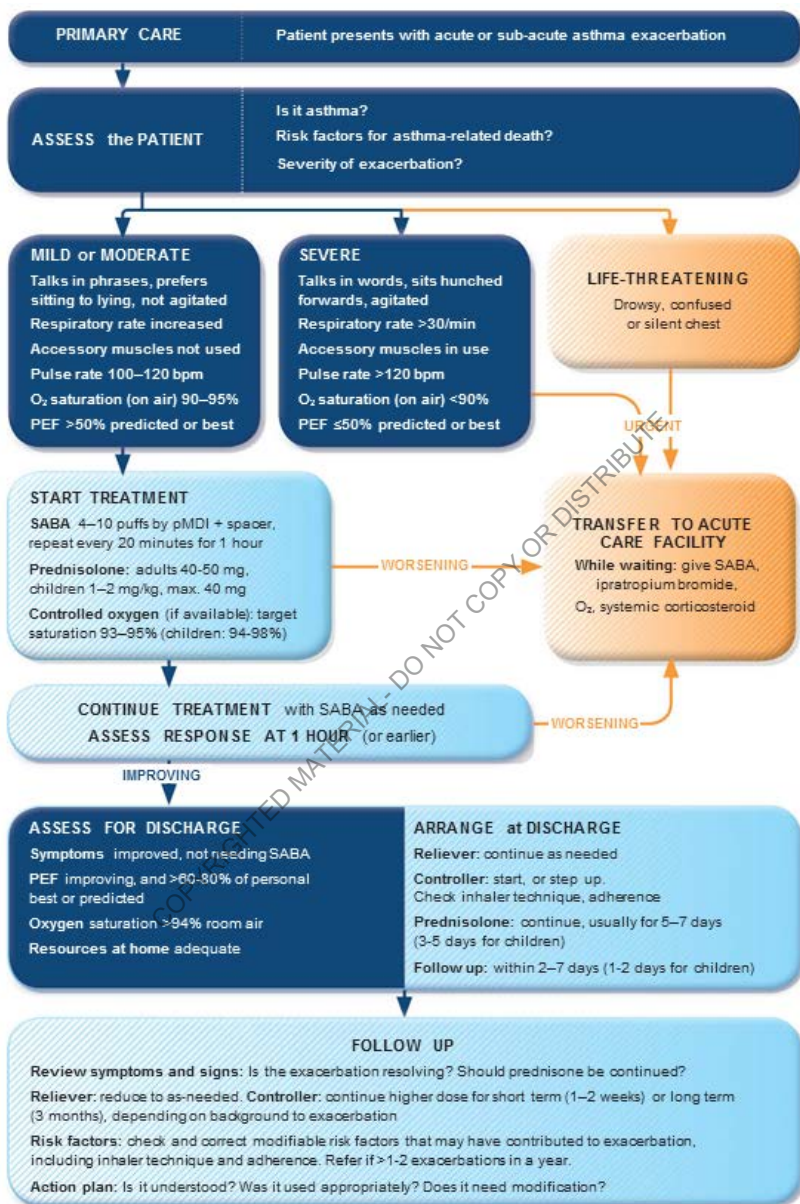 PRIMARY CARE
Patient presents with acute or sub-acute asthma exacerbation
ASSESS the PATIENT
Is it asthma?
Risk factors for asthma-related death?
Severity of exacerbation?
MILD or MODERATE
Talks in phrases, prefers
sitting to lying, not agitated
Respiratory rate increased
Accessory muscles not used
Pulse rate 100–120 bpm
O₂ saturation (on air) 90–95%
PEF >50% predicted or best
SEVERE
Talks in words, sits hunched
forwards, agitated
Respiratory rate >30/min
Accessory muscles in use
Pulse rate >120 bpm
O₂ saturation (on air) <90%
PEF ≤50% predicted or best
LIFE-THREATENING
Drowsy, confused
or silent chest
URGENT
START TREATMENT
SABA 4–10 puffs by pMDI + spacer,
repeat every 20 minutes for 1 hour
Prednisolone: adults 40-50 mg,
children 1–2 mg/kg, max. 40 mg
Controlled oxygen (if available): target
saturation 93–95% (children: 94-98%)
WORSENING
TRANSFER TO ACUTE
CARE FACILITY
While waiting: give SABA,
ipratropium bromide,
O₂, systemic corticosteroid
CONTINUE TREATMENT with SABA as needed
ASSESS RESPONSE AT 1 HOUR (or earlier)
WORSENING
IMPROVING
ASSESS FOR DISCHARGE
Symptoms improved, not needing SABA
PEF improving, and >60-80% of personal
best or predicted
Oxygen saturation >94% room air
Resources at home adequate
ARRANGE at DISCHARGE
Reliever: continue as needed
Controller: start, or step up.
Check inhaler technique, adherence
Prednisolone: continue, usually for 5–7 days
(3-5 days for children)
Follow up: within 2–7 days (1-2 days for children)
FOLLOW UP
Review symptoms and signs: Is the exacerbation resolving? Should prednisone be continued?
Reliever: reduce to as-needed. Controller: continue higher dose for short term (1–2 weeks) or long term
(3 months), depending on background to exacerbation
Risk factors: check and correct modifiable risk factors that may have contributed to exacerbation,
including inhaler technique and adherence. Refer if >1-2 exacerbations in a year.
Action plan: Is it understood? Was it used appropriately? Does it need modification?
COPYRIGHTED MATERIAL - DO NOT COPY OR DISTRIBUTE